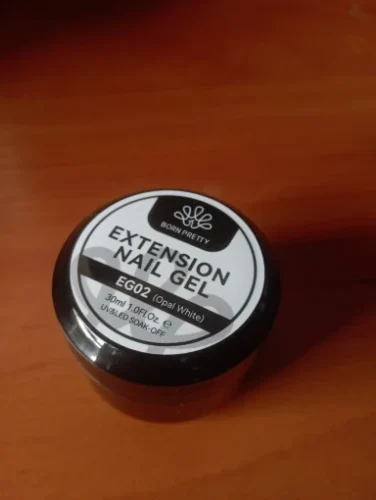 BORN PRETTY
EXTENSION
NAIL GEL
EG02 (Opal White)
30ml 1.0Fl.Oz. ℮
UV&LED SOAK-OFF